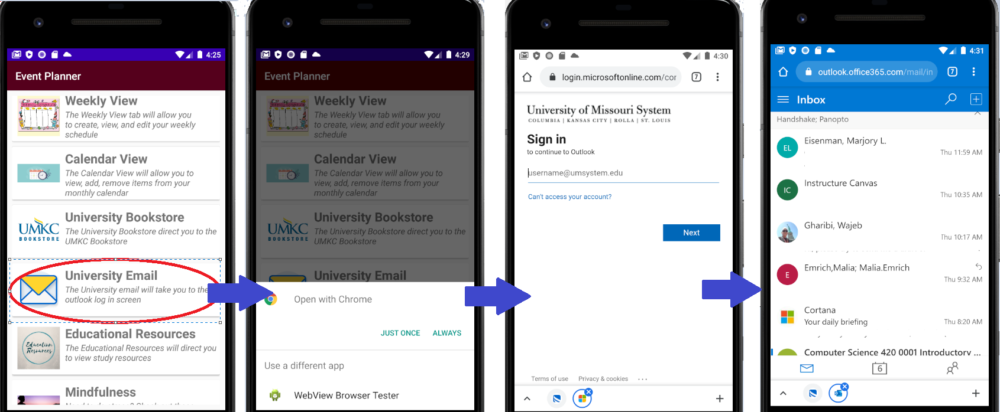 4:25
Event Planner
Weekly View
The Weekly View tab will allow you
to create, view, and edit your weekly
schedule
Calendar View
The Calendar View will allow you to
view, add, remove items from your
monthly calendar
UMKC
BOOKSTORE
University Bookstore
The University Bookstore direct you to the
UMKC Bookstore
University Email
The University email will take you to the
outlook log in screen
Education
Resources
Educational Resources
The Educational Resources will direct you
to view study resources
Mindfulness
4:29
Event Planner
Weekly View
The Weekly View tab will allow you
to create, view, and edit your weekly
schedule
Calendar View
The Calendar View will allow you to
view, add, remove items from your
monthly calendar
UMKC
BOOKSTORE
University Bookstore
The University Bookstore direct you to the
UMKC Bookstore
University Email
Open with Chrome
JUST ONCE ALWAYS
Use a different app
WebView Browser Tester
4:30
login.microsoftonline.com/cor
7
University of Missouri System
COLUMBIA | KANSAS CITY | ROLLA | ST. LOUIS
Sign in
to continue to Outlook
username@umsystem.edu
Can't access your account?
Next
Terms of use Privacy & cookies ...
4:31
outlook.office365.com/mail/in
7
Inbox
Handshake; Panopto
EL
Eisenman, Marjory L.
Thu 11:59 AM
IC
Instructure Canvas
Thu 10:35 AM
Gharibi, Wajeb
Thu 10:17 AM
E
Emrich,Malia; Malia.Emrich
Thu 9:32 AM
Cortana
Your daily briefing
Thu 8:20 AM
Computer Science 420 0001 Introductory ...
6